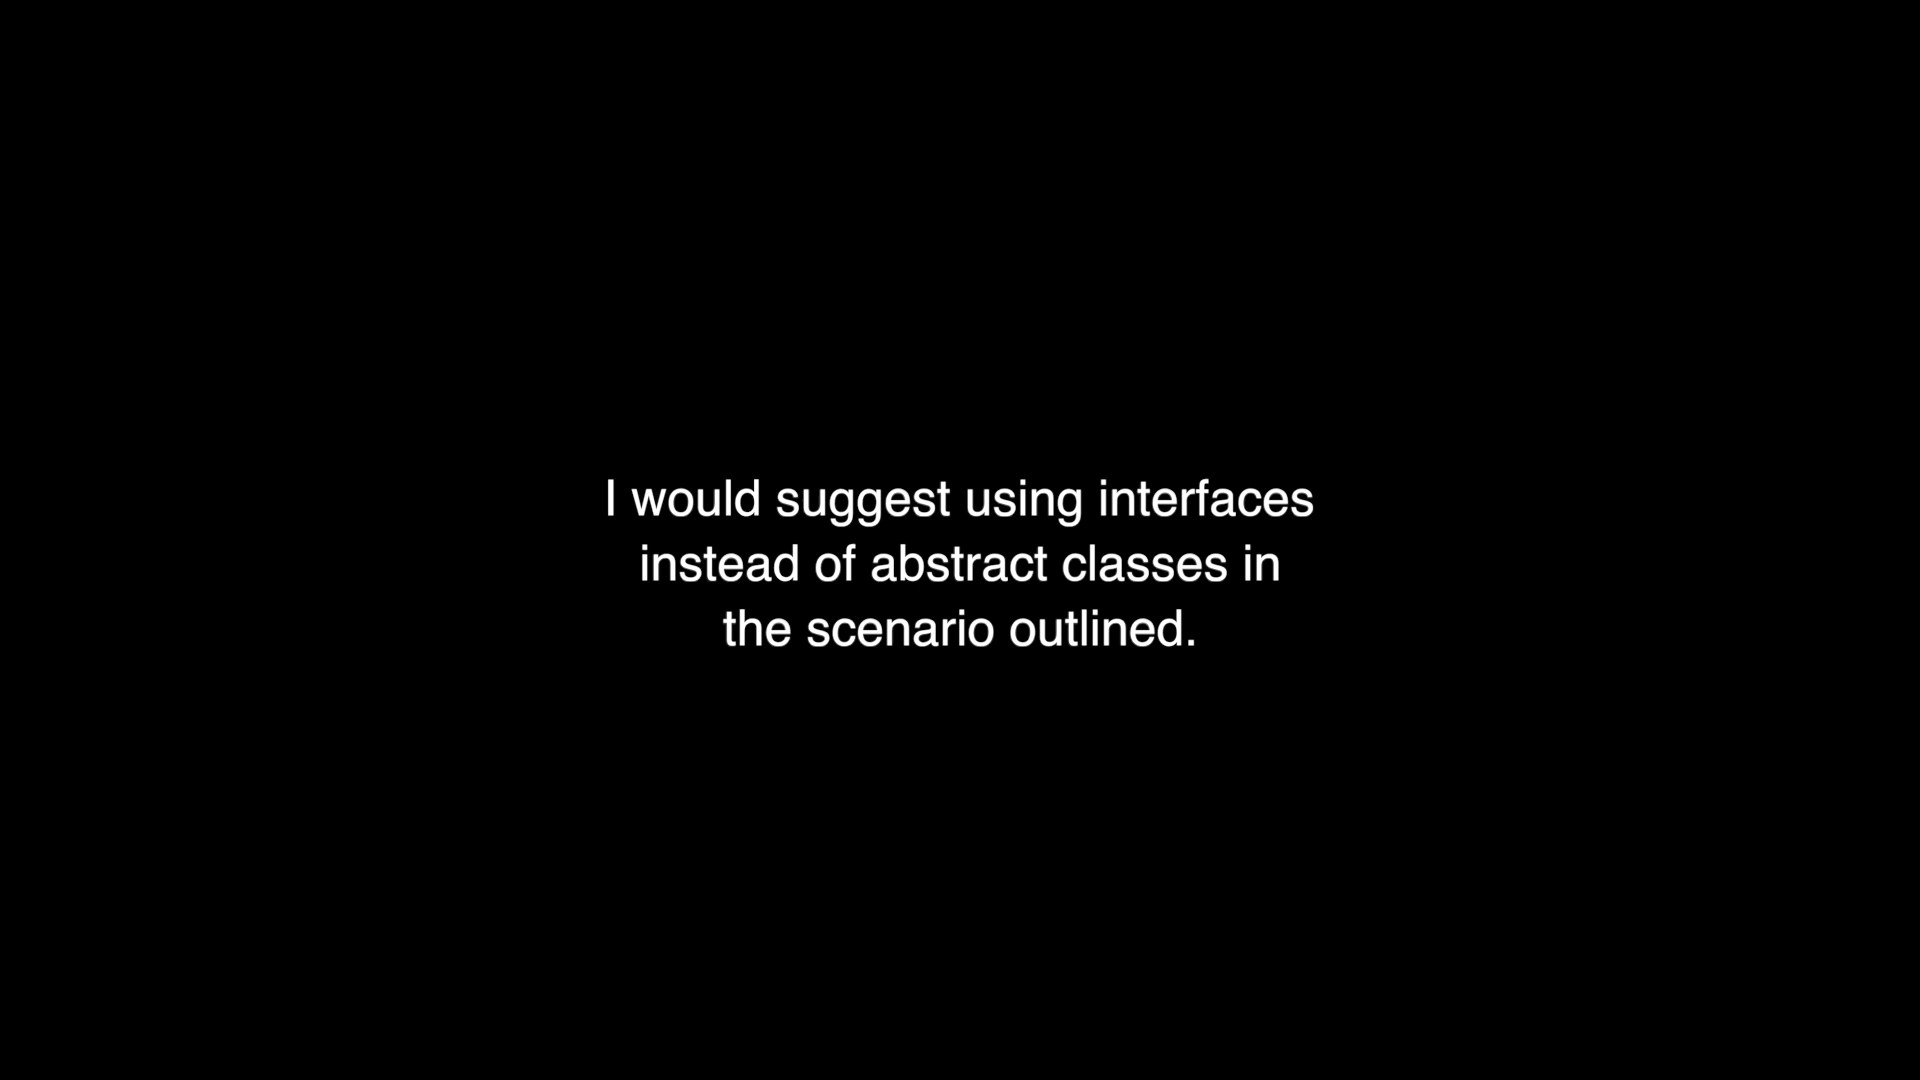 I would suggest using interfaces
instead of abstract classes in
the scenario outlined.